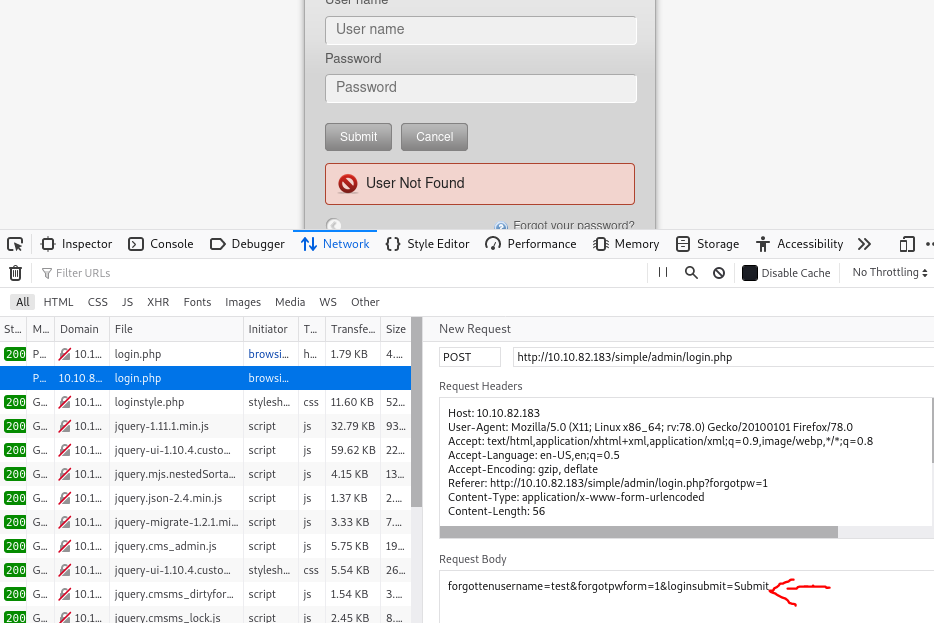 User name
User name
Password
Password
Submit Cancel
User Not Found
Forgot your password?
Inspector Console Debugger Network Style Editor Performance Memory Storage Accessibility
Filter URLs Disable Cache No Throttling
All HTML CSS JS XHR Fonts Images Media WS Other
St... M... Domain File Initiator T... Transfe... Size
200 P... 10.1... login.php browsi... h... 1.79 KB 4....
P... 10.10.8... login.php browsi...
200 G... 10.1... loginstyle.php stylesh... css 11.60 KB 52...
200 G... 10.1... jquery-1.11.1.min.js script js 32.79 KB 93...
200 G... 10.1... jquery-ui-1.10.4.custo... script js 59.62 KB 22...
200 G... 10.1... jquery.mjs.nestedSorta... script js 4.15 KB 13...
200 G... 10.1... jquery.json-2.4.min.js script js 1.37 KB 2....
200 G... 10.1... jquery-migrate-1.2.1.mi... script js 3.33 KB 7....
200 G... 10.1... jquery.cms_admin.js script js 5.75 KB 19...
200 G... 10.1... jquery-ui-1.10.4.custo... stylesh... css 5.54 KB 26...
200 G... 10.1... jquery.cmsms_dirtyfor... script js 1.54 KB 3....
200 G... 10.1... jquery.cmsms_lock.js script js 2.45 KB 8....
New Request
POST http://10.10.82.183/simple/admin/login.php
Request Headers
Host: 10.10.82.183
User-Agent: Mozilla/5.0 (X11; Linux x86_64; rv:78.0) Gecko/20100101 Firefox/78.0
Accept: text/html,application/xhtml+xml,application/xml;q=0.9,image/webp,*/*;q=0.8
Accept-Language: en-US,en;q=0.5
Accept-Encoding: gzip, deflate
Referer: http://10.10.82.183/simple/admin/login.php?forgotpw=1
Content-Type: application/x-www-form-urlencoded
Content-Length: 56
Request Body
forgottenusername=test&forgotpwform=1&loginsubmit=Submit